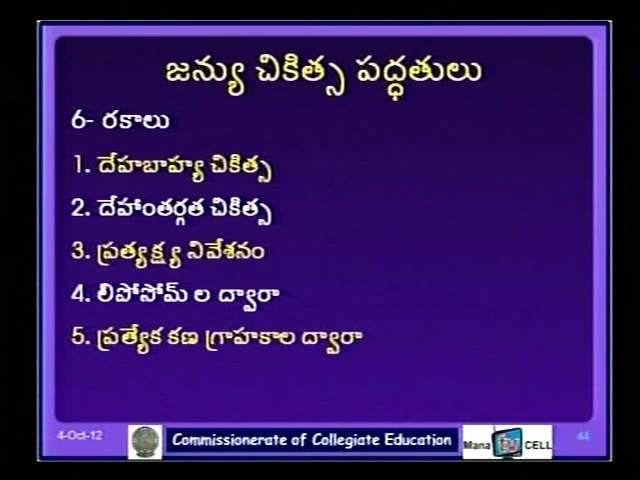 జన్యు చికిత్స పద్ధతులు
6- రకాలు
1. దేహబాహ్య చికిత్స
2. దేహాంతర్గత చికిత్స
3. ప్రత్యక్ష్య నివేశనం
4. లిపోసోమ్ ల ద్వారా
5. ప్రత్యేక కణ గ్రాహకాల ద్వారా
4-Oct-12
Commissionerate of Collegiate Education
Mana TV CELL
44